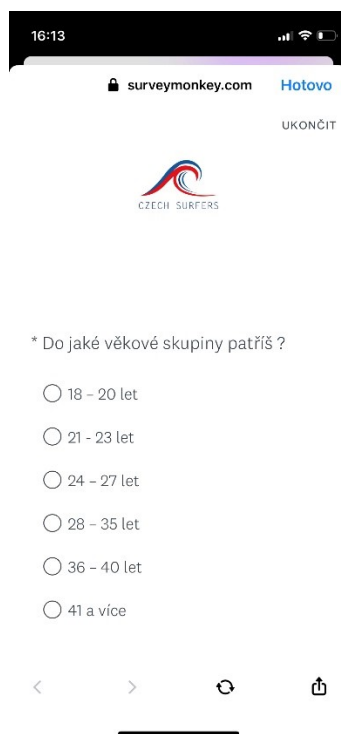 16:13
surveymonkey.com Hotovo
UKONČIT
CZECH SURFERS
* Do jaké věkové skupiny patříš ?
18 – 20 let
21 - 23 let
24 – 27 let
28 – 35 let
36 – 40 let
41 a více